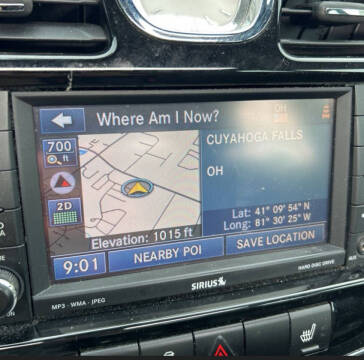 Where Am I Now?
OH
700
ft
CUYAHOGA FALLS
OH
2D
Lat: 41° 09' 54" N
Long: 81° 30' 25" W
Elevation: 1015 ft
9:01
NEARBY POI
SAVE LOCATION
SIRIUS
HARD DISC DRIVE
MP3 · WMA · JPEG